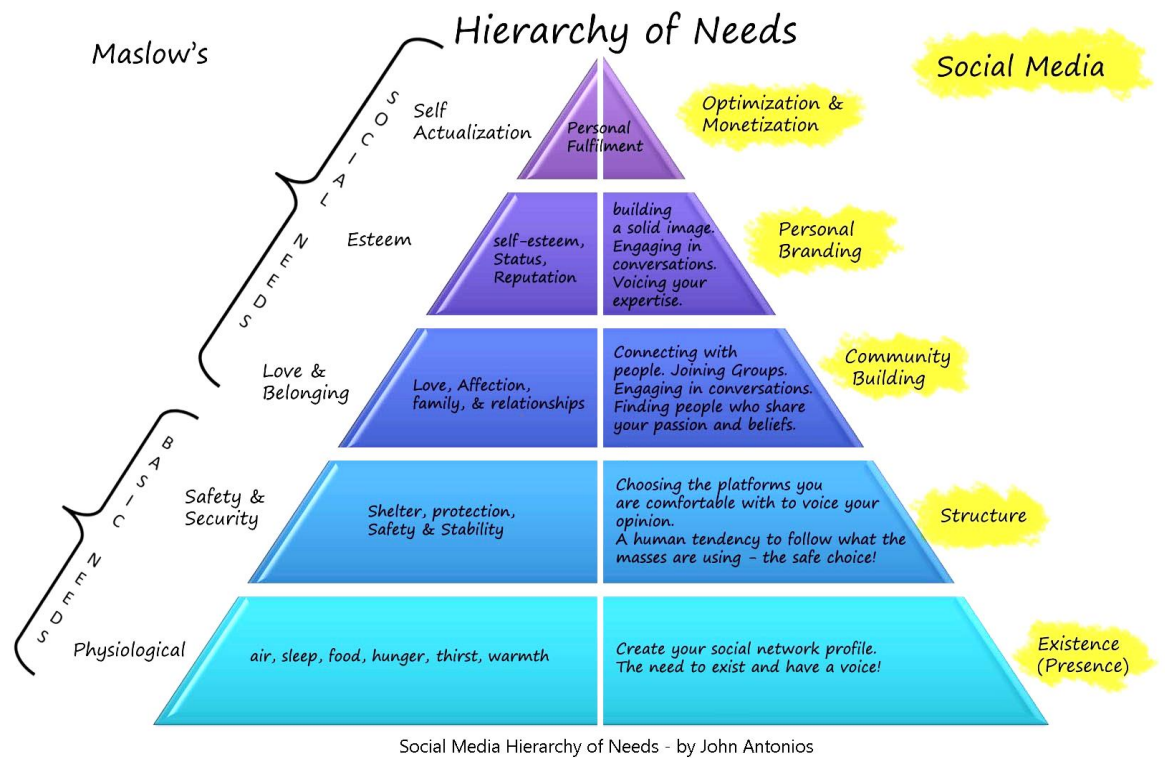 Hierarchy of Needs
Maslow's
Social Media
SOCIAL NEEDS
Self
Actualization
Personal
Fulfilment
Optimization &
Monetization
Esteem
self-esteem,
Status,
Reputation
building
a solid image.
Engaging in
conversations.
Voicing your
expertise.
Personal
Branding
Love &
Belonging
Love, Affection,
family, & relationships
Connecting with
people. Joining Groups.
Engaging in conversations.
Finding people who share
your passion and beliefs.
Community
Building
BASIC NEEDS
Safety &
Security
Shelter, protection,
Safety & Stability
Choosing the platforms you
are comfortable with to voice your
opinion.
A human tendency to follow what the
masses are using - the safe choice!
Structure
Physiological
air, sleep, food, hunger, thirst, warmth
Create your social network profile.
The need to exist and have a voice!
Existence
(Presence)
Social Media Hierarchy of Needs - by John Antonios